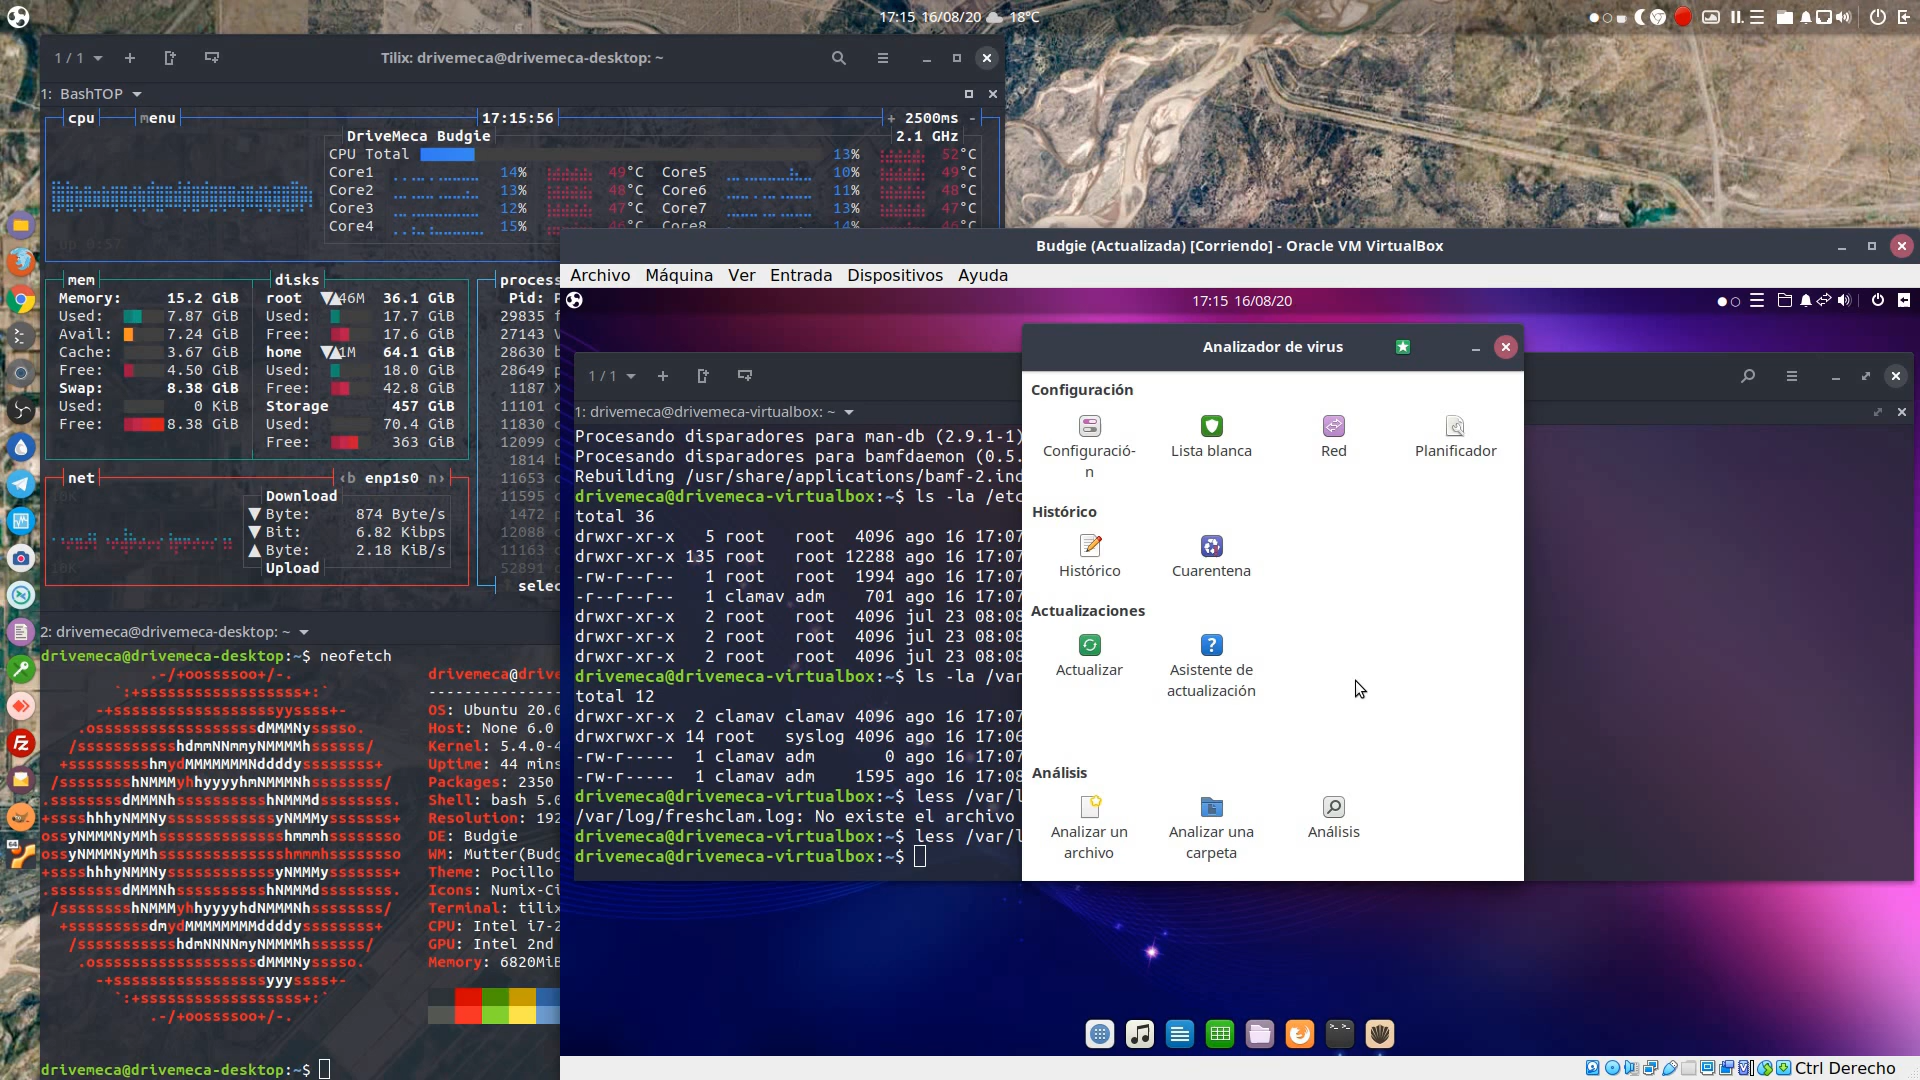 17:15 16/08/20 18°C
1 / 1
Tilix: drivemeca@drivemeca-desktop: ~
1: BashTOP
cpu menu 17:15:56 + 2500ms -
DriveMeca Budgie 2.1 GHz
CPU Total 13% 52°C
Core1 14% 49°C Core5 10% 49°C
Core2 13% 48°C Core6 11% 48°C
Core3 12% 47°C Core7 13% 47°C
Core4 15% 46°C Core8 14% 46°C
up 0:57
mem
Memory: 15.2 GiB
Used: 7.87 GiB
Avail: 7.24 GiB
Cache: 3.67 GiB
Free: 4.50 GiB
Swap: 8.38 GiB
Used: 0 KiB
Free: 8.38 GiB
disks
root ▼▲46M 36.1 GiB
Used: 17.7 GiB
Free: 17.6 GiB
home ▼▲1M 64.1 GiB
Used: 18.0 GiB
Free: 42.8 GiB
Storage 457 GiB
Used: 70.4 GiB
Free: 363 GiB
process
Pid:
29835
27143
28630
28649
1187
11101
11830
12099
1814
11653
11595
1472
12088
11163
52891
selec
net ‹b enp1s0 n›
10K
Download
▼ Byte: 874 Byte/s
▼ Bit: 6.82 Kibps
▲ Byte: 2.18 KiB/s
Upload
10K
2: drivemeca@drivemeca-desktop: ~
drivemeca@drivemeca-desktop:~$ neofetch
drivemeca@drive
---------------
OS: Ubuntu 20.0
Host: None 6.0
Kernel: 5.4.0-4
Uptime: 44 mins
Packages: 2350
Shell: bash 5.0
Resolution: 192
DE: Budgie
WM: Mutter(Budg
Theme: Pocillo
Icons: Numix-Ci
Terminal: tilix
CPU: Intel i7-2
GPU: Intel 2nd
Memory: 6820MiB
drivemeca@drivemeca-desktop:~$
Budgie (Actualizada) [Corriendo] - Oracle VM VirtualBox
Archivo Máquina Ver Entrada Dispositivos Ayuda
17:15 16/08/20
1 / 1
1: drivemeca@drivemeca-virtualbox: ~
Procesando disparadores para man-db (2.9.1-1)
Procesando disparadores para bamfdaemon (0.5.
Rebuilding /usr/share/applications/bamf-2.ind
drivemeca@drivemeca-virtualbox:~$ ls -la /etc
total 36
drwxr-xr-x 5 root root 4096 ago 16 17:07
drwxr-xr-x 135 root root 12288 ago 16 17:07
-rw-r--r-- 1 root root 1994 ago 16 17:07
-r--r--r-- 1 clamav adm 701 ago 16 17:07
drwxr-xr-x 2 root root 4096 jul 23 08:08
drwxr-xr-x 2 root root 4096 jul 23 08:08
drwxr-xr-x 2 root root 4096 jul 23 08:08
drivemeca@drivemeca-virtualbox:~$ ls -la /var
total 12
drwxr-xr-x 2 clamav clamav 4096 ago 16 17:07
drwxrwxr-x 14 root syslog 4096 ago 16 17:06
-rw-r----- 1 clamav adm 0 ago 16 17:07
-rw-r----- 1 clamav adm 1595 ago 16 17:08
drivemeca@drivemeca-virtualbox:~$ less /var/l
/var/log/freshclam.log: No existe el archivo
drivemeca@drivemeca-virtualbox:~$ less /var/l
drivemeca@drivemeca-virtualbox:~$
Analizador de virus
Configuración
Configuració-
n
Lista blanca
Red
Planificador
Histórico
Histórico
Cuarentena
Actualizaciones
Actualizar
Asistente de
actualización
Análisis
Analizar un
archivo
Analizar una
carpeta
Análisis
Ctrl Derecho